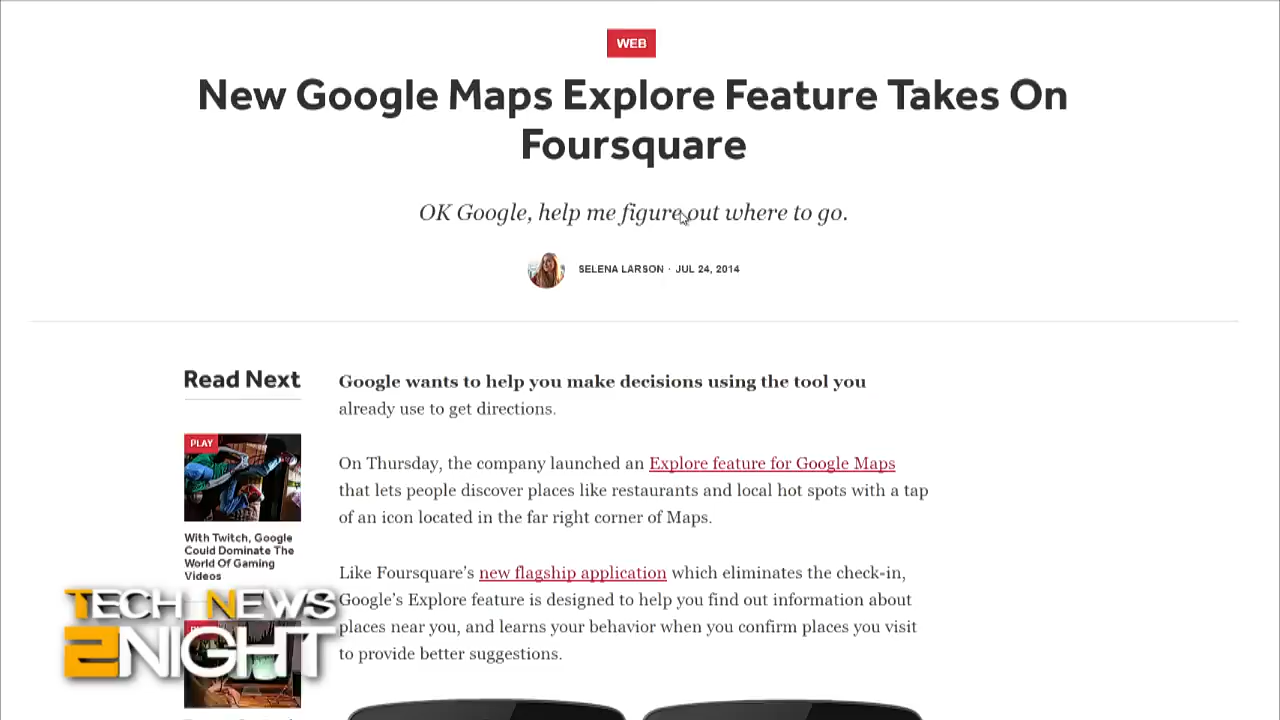 WEB
New Google Maps Explore Feature Takes On
Foursquare
OK Google, help me figure out where to go.
SELENA LARSON · JUL 24, 2014
Read Next
PLAY
With Twitch, Google
Could Dominate The
World Of Gaming
Videos
Google wants to help you make decisions using the tool you
already use to get directions.
On Thursday, the company launched an Explore feature for Google Maps
that lets people discover places like restaurants and local hot spots with a tap
of an icon located in the far right corner of Maps.
Like Foursquare's new flagship application which eliminates the check-in,
Google's Explore feature is designed to help you find out information about
places near you, and learns your behavior when you confirm places you visit
to provide better suggestions.
TECH NEWS
2NIGHT